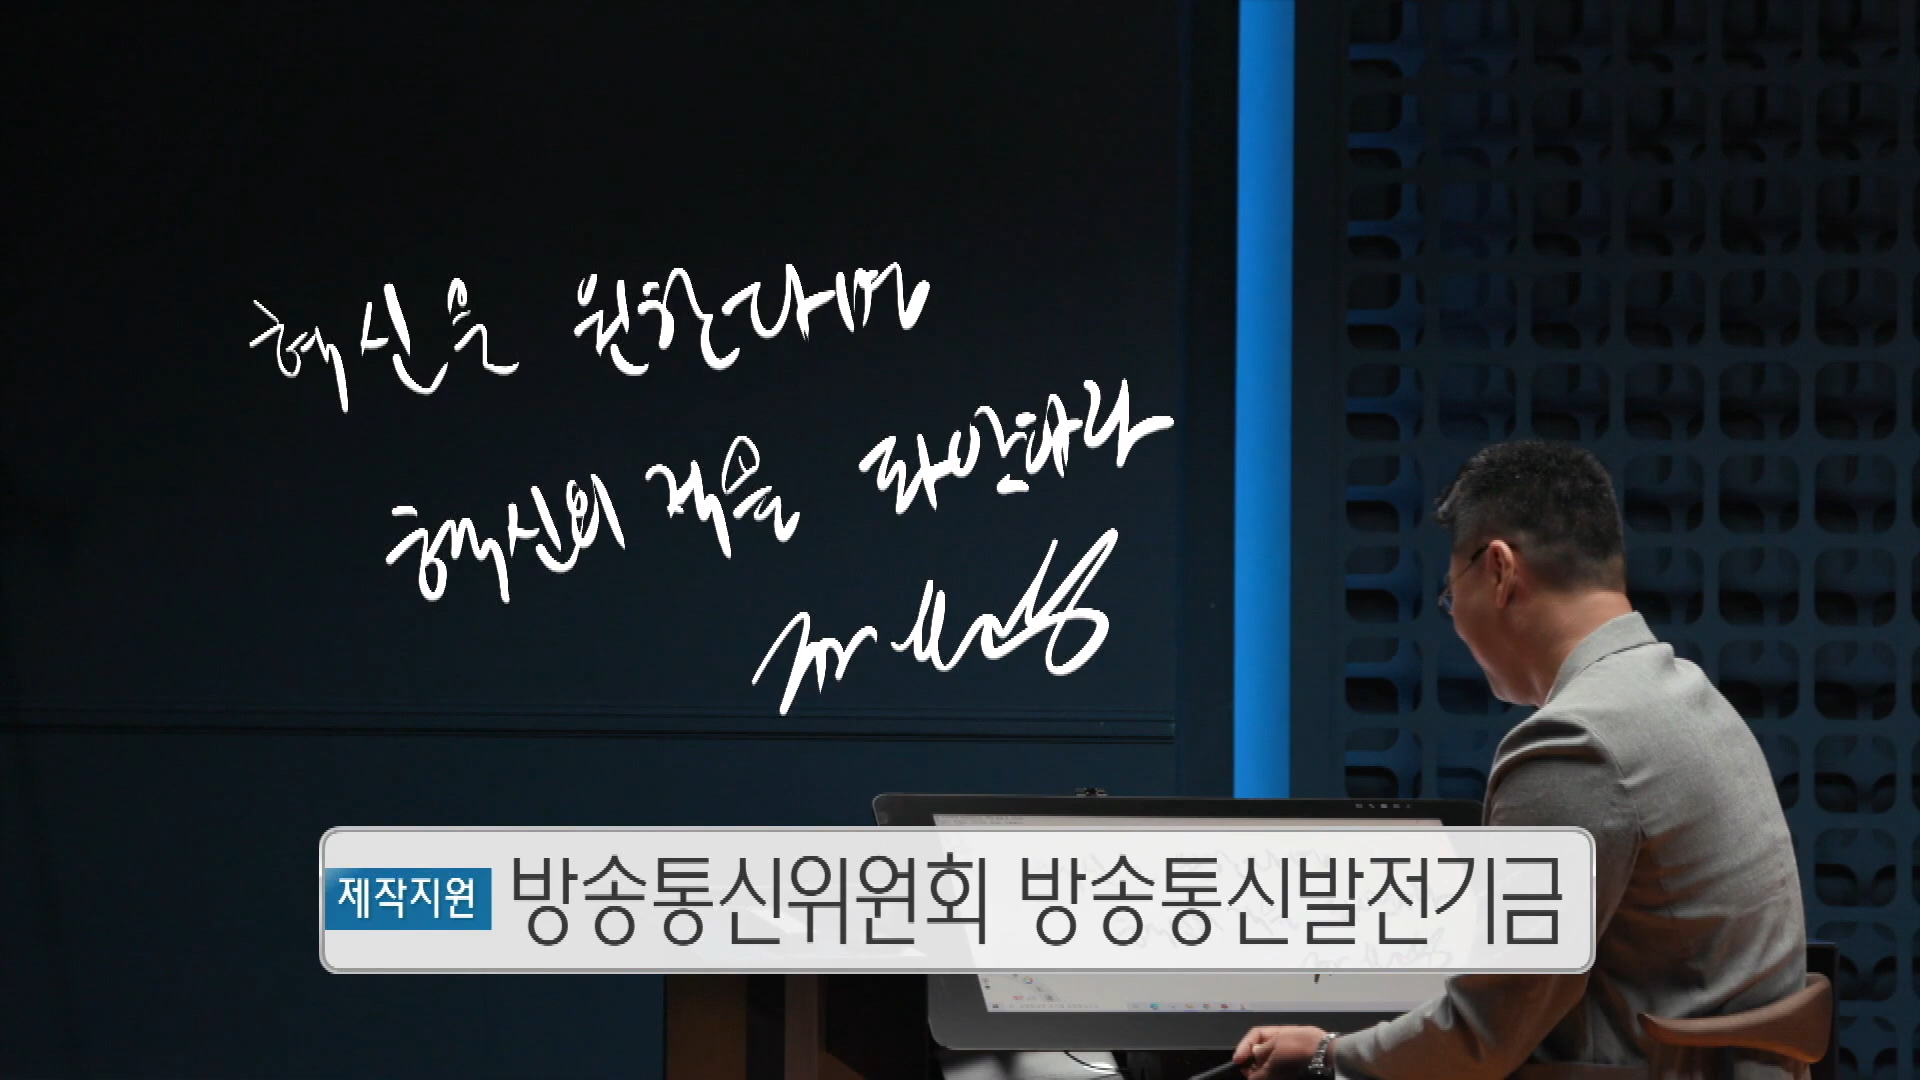 혁신을 원한다면
혁신의 적을 파악해라
제작지원 방송통신위원회 방송통신발전기금